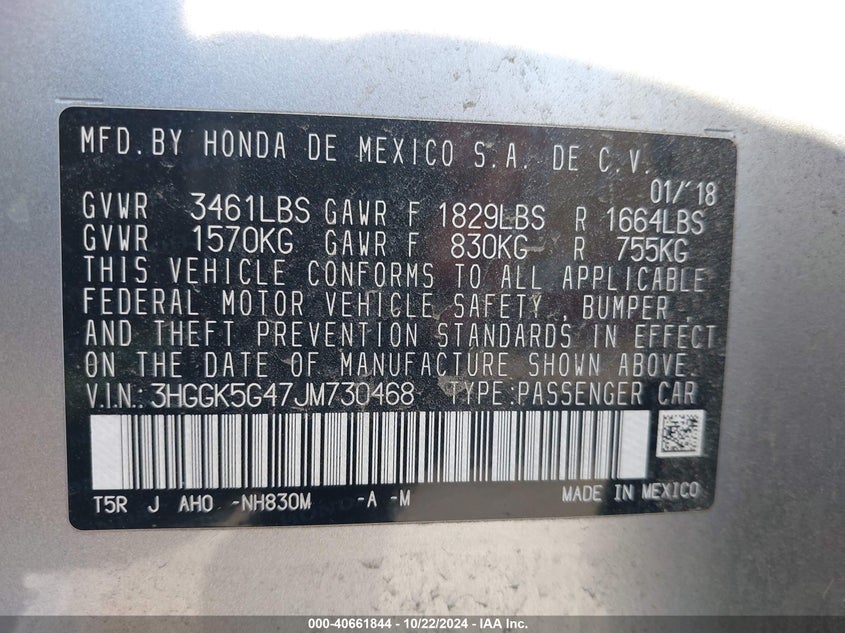 MFD. BY HONDA DE MEXICO S.A. DE C.V.
01/'18
GVWR 3461LBS GAWR F 1829LBS R 1664LBS
GVWR 1570KG GAWR F 830KG R 755KG
THIS VEHICLE CONFORMS TO ALL APPLICABLE
FEDERAL MOTOR VEHICLE SAFETY , BUMPER ,
AND THEFT PREVENTION STANDARDS IN EFFECT
ON THE DATE OF MANUFACTURE SHOWN ABOVE.
V.I.N.: 3HGGK5G47JM730468 TYPE:PASSENGER CAR
T5R J AH0 -NH830M -A -M MADE IN MEXICO
000-40661844 | 10/22/2024 | IAA Inc.